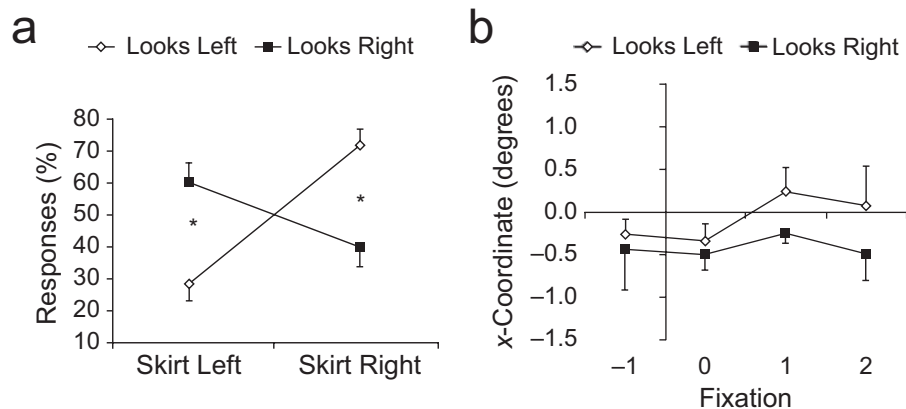 a
Looks Left Looks Right
Responses (%)
80
70
60
50
40
30
20
10
*
*
Skirt Left Skirt Right
b
Looks Left Looks Right
x-Coordinate (degrees)
1.5
1.0
0.5
0.0
−0.5
−1.0
−1.5
−1 0 1 2
Fixation